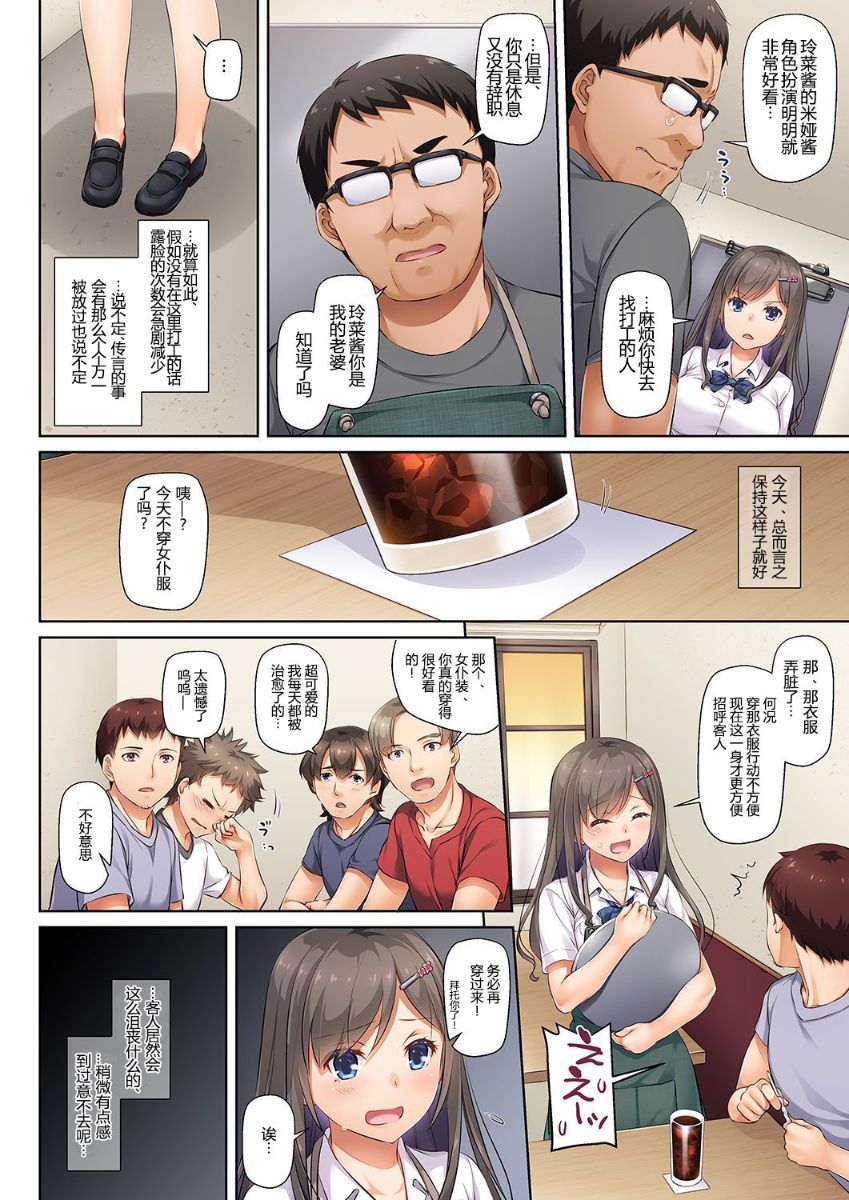 玲菜酱的米娅酱
角色扮演明明就
非常好看…
うう…
…麻烦你快去
找打工的人
…但是、
你只是休息
又没有辞职
玲菜酱你是
我的老婆
知道了吗
…
…就算如此、
假如没有在这里打工的话
露脸的次数会急剧减少
…说不定、传言的事
会有那么个万一
被放过也说不定
今天、总而言之
保持这样子就好
咦—?
今天不穿女仆服
了吗?
那、那衣服
弄脏了…
何况
穿那衣服行动不方便
现在这一身才更方便
招呼客人
ええーっ
那个、
女仆装、
你真的穿得
很好看
的!
超可爱的
我每天都被
治愈了的…
太遗憾了
呜呜—
不好意思
务必再
穿过来!
拜托你了!
诶…
…客人居然会
这么沮丧什么的、
…稍微有点感
到过意不去呢…